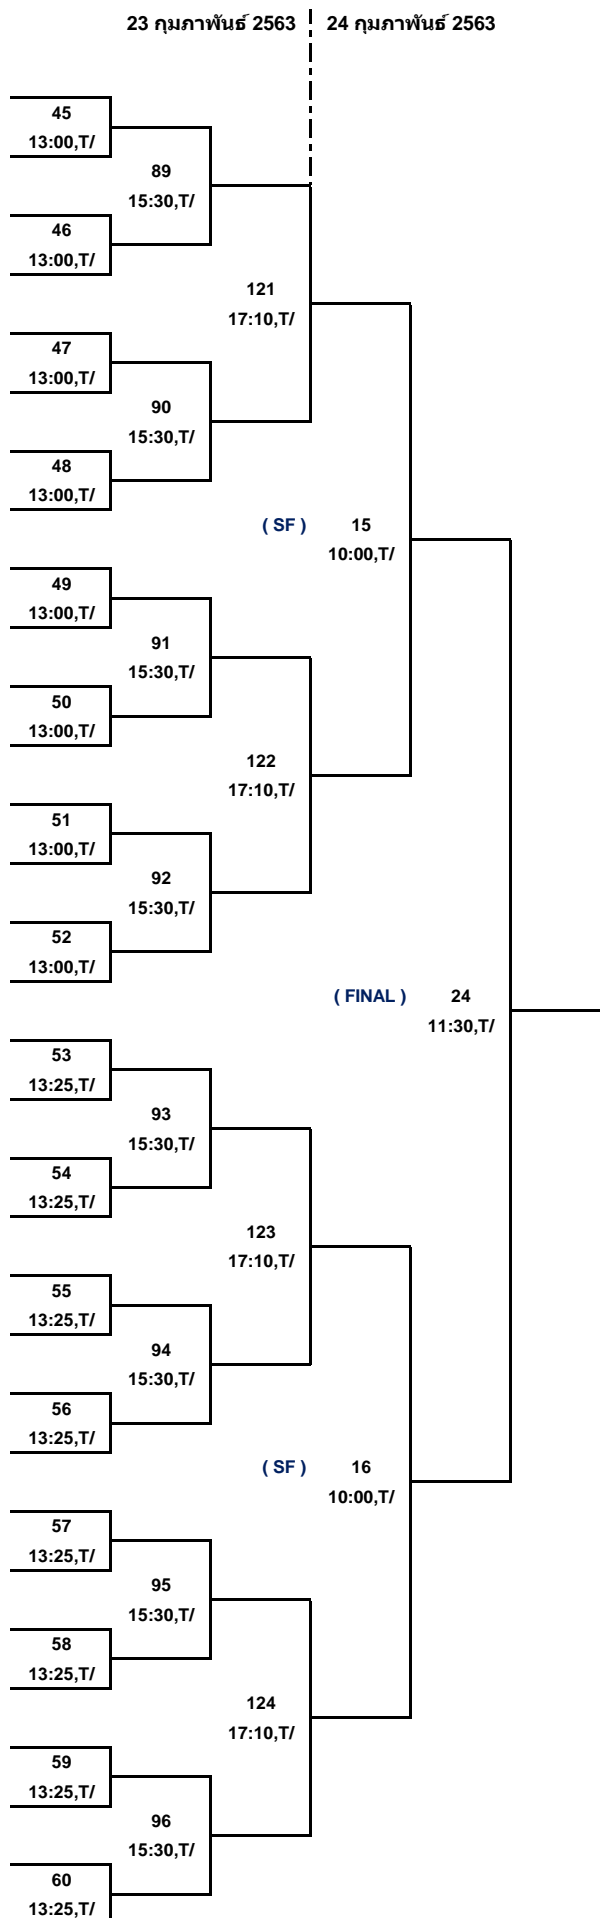 23 กุมภาพันธ์ 2563 24 กุมภาพันธ์ 2563
45
13:00,T/
89
15:30,T/
46
13:00,T/
121
17:10,T/
47
13:00,T/
90
15:30,T/
48
13:00,T/
( SF ) 15
10:00,T/
49
13:00,T/
91
15:30,T/
50
13:00,T/
122
17:10,T/
51
13:00,T/
92
15:30,T/
52
13:00,T/
( FINAL ) 24
11:30,T/
53
13:25,T/
93
15:30,T/
54
13:25,T/
123
17:10,T/
55
13:25,T/
94
15:30,T/
56
13:25,T/
( SF ) 16
10:00,T/
57
13:25,T/
95
15:30,T/
58
13:25,T/
124
17:10,T/
59
13:25,T/
96
15:30,T/
60
13:25,T/